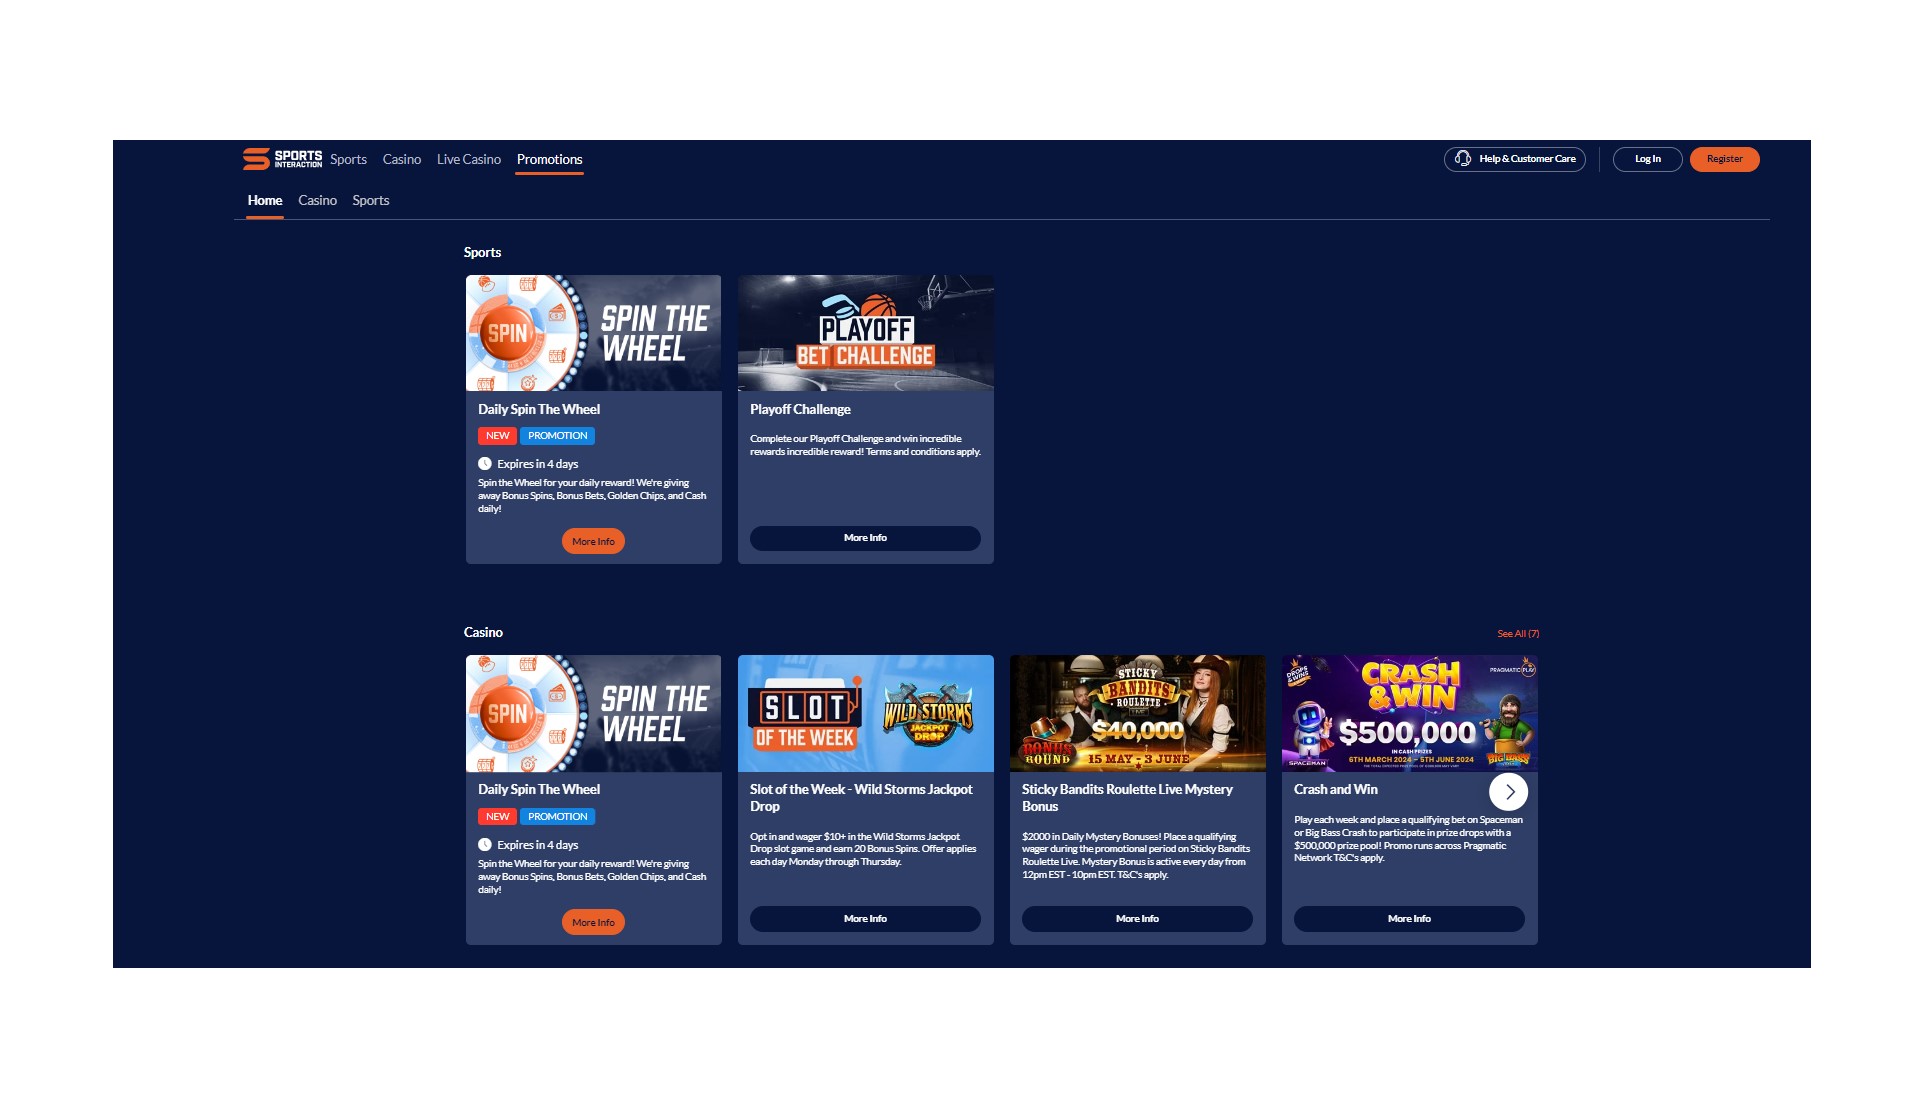 SPORTS
INTERACTION
Sports Casino Live Casino Promotions
Help & Customer Care
Log In
Register
Home Casino Sports
Sports
SPIN
SPIN THE
WHEEL
Daily Spin The Wheel
NEW PROMOTION
Expires in 4 days
Spin the Wheel for your daily reward! We're giving
away Bonus Spins, Bonus Bets, Golden Chips, and Cash
daily!
More Info
PLAYOFF
BET CHALLENGE
Playoff Challenge
Complete our Playoff Challenge and win incredible
rewards incredible reward! Terms and conditions apply.
More Info
Casino
See All (7)
SPIN
SPIN THE
WHEEL
Daily Spin The Wheel
NEW PROMOTION
Expires in 4 days
Spin the Wheel for your daily reward! We're giving
away Bonus Spins, Bonus Bets, Golden Chips, and Cash
daily!
More Info
SLOT
OF THE WEEK
WILD STORMS
JACKPOT
DROP
Slot of the Week - Wild Storms Jackpot
Drop
Opt in and wager $10+ in the Wild Storms Jackpot
Drop slot game and earn 20 Bonus Spins. Offer applies
each day Monday through Thursday.
More Info
STICKY
BANDITS
ROULETTE
LIVE
$40,000
BONUS
ROUND
15 MAY - 3 JUNE
Sticky Bandits Roulette Live Mystery
Bonus
$2000 in Daily Mystery Bonuses! Place a qualifying
wager during the promotional period on Sticky Bandits
Roulette Live. Mystery Bonus is active every day from
12pm EST - 10pm EST. T&C's apply.
More Info
DROPS
& WINS
CRASH
&WIN
PRAGMATIC PLAY
$500,000
IN CASH PRIZES
6TH MARCH 2024 – 5TH JUNE 2024
SPACEMAN
BIG BASS
Crash and Win
Play each week and place a qualifying bet on Spaceman
or Big Bass Crash to participate in prize drops with a
$500,000 prize pool! Promo runs across Pragmatic
Network T&C's apply.
More Info